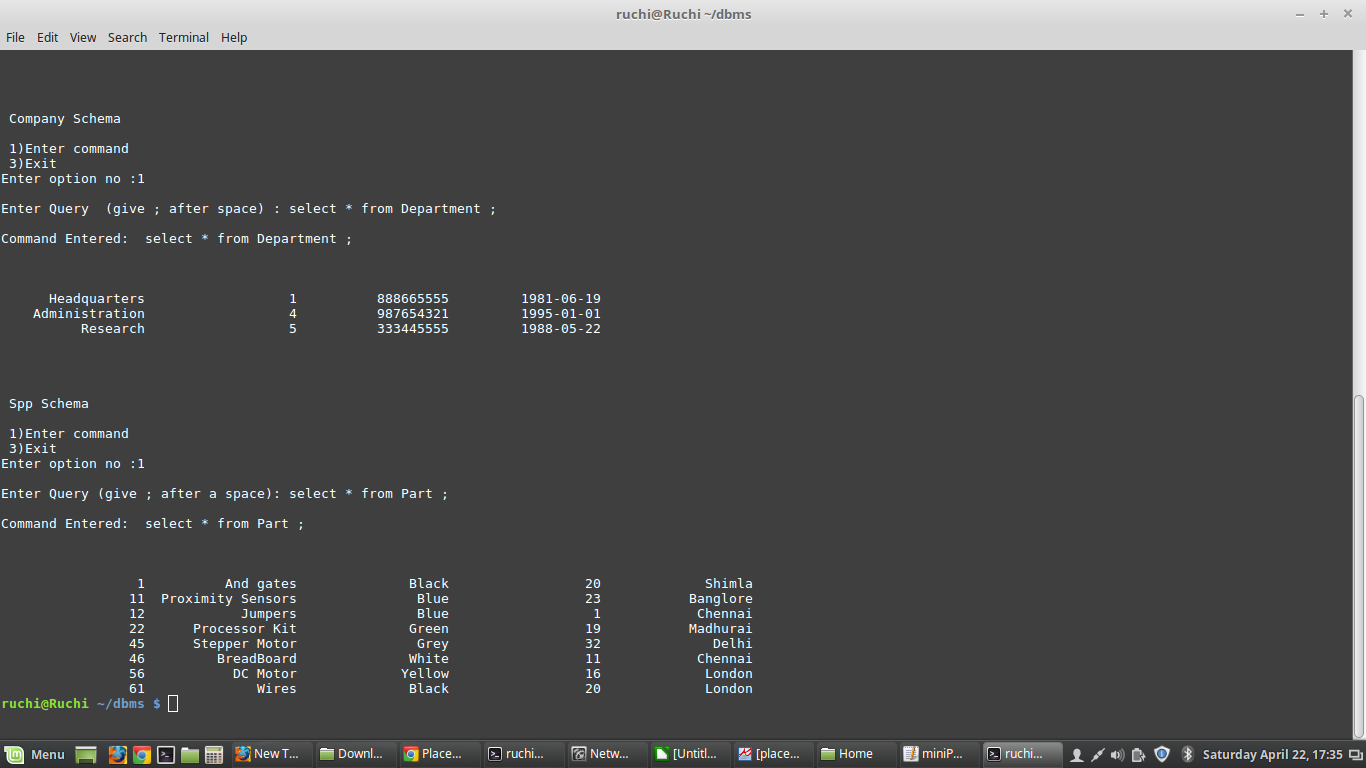 ruchi@Ruchi ~/dbms
File Edit View Search Terminal Help
Company Schema
1)Enter command
3)Exit
Enter option no :1
Enter Query  (give ; after space) : select * from Department ;
Command Entered:  select * from Department ;
Headquarters 1 888665555 1981-06-19
Administration 4 987654321 1995-01-01
Research 5 333445555 1988-05-22
Spp Schema
1)Enter command
3)Exit
Enter option no :1
Enter Query (give ; after a space): select * from Part ;
Command Entered:  select * from Part ;
1 And gates Black 20 Shimla
11 Proximity Sensors Blue 23 Banglore
12 Jumpers Blue 1 Chennai
22 Processor Kit Green 19 Madhurai
45 Stepper Motor Grey 32 Delhi
46 BreadBoard White 11 Chennai
56 DC Motor Yellow 16 London
61 Wires Black 20 London
ruchi@Ruchi ~/dbms $
Menu New T... Downl... Place... ruchi... Netw... [Untitl... [place... Home miniP... ruchi... Saturday April 22, 17:35